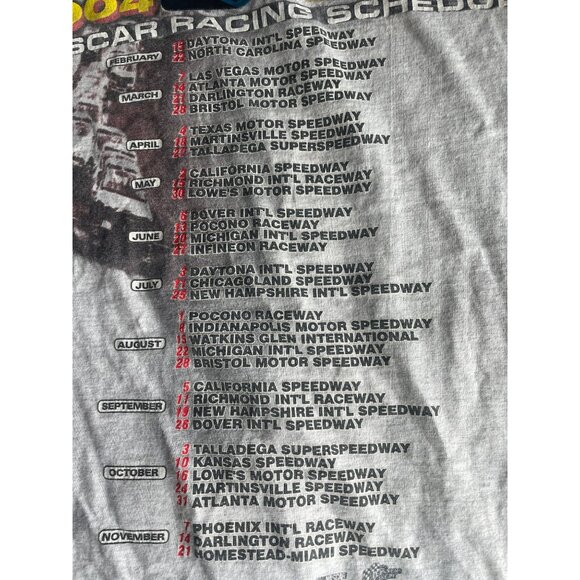 004
SCAR RACING SCHEDU
FEBRUARY 15 DAYTONA INT'L SPEEDWAY
22 NORTH CAROLINA SPEEDWAY
MARCH 7 LAS VEGAS MOTOR SPEEDWAY
14 ATLANTA MOTOR SPEEDWAY
21 DARLINGTON RACEWAY
28 BRISTOL MOTOR SPEEDWAY
APRIL 4 TEXAS MOTOR SPEEDWAY
18 MARTINSVILLE SPEEDWAY
TALLADEGA SUPERSPEEDWAY
MAY 2 CALIFORNIA SPEEDWAY
15 RICHMOND INT'L RACEWAY
30 LOWE'S MOTOR SPEEDWAY
JUNE 6 DOVER INT'L SPEEDWAY
13 POCONO RACEWAY
20 MICHIGAN INT'L SPEEDWAY
27 INFINEON RACEWAY
JULY 3 DAYTONA INT'L SPEEDWAY
11 CHICAGOLAND SPEEDWAY
25 NEW HAMPSHIRE INT'L SPEEDWAY
AUGUST 1 POCONO RACEWAY
8 INDIANAPOLIS MOTOR SPEEDWAY
15 WATKINS GLEN INTERNATIONAL
22 MICHIGAN INT'L SPEEDWAY
28 BRISTOL MOTOR SPEEDWAY
SEPTEMBER 5 CALIFORNIA SPEEDWAY
11 RICHMOND INT'L RACEWAY
19 NEW HAMPSHIRE INT'L SPEEDWAY
26 DOVER INT'L SPEEDWAY
OCTOBER 3 TALLADEGA SUPERSPEEDWAY
10 KANSAS SPEEDWAY
16 LOWE'S MOTOR SPEEDWAY
24 MARTINSVILLE SPEEDWAY
31 ATLANTA MOTOR SPEEDWAY
NOVEMBER 7 PHOENIX INT'L RACEWAY
14 DARLINGTON RACEWAY
21 HOMESTEAD-MIAMI SPEEDWAY